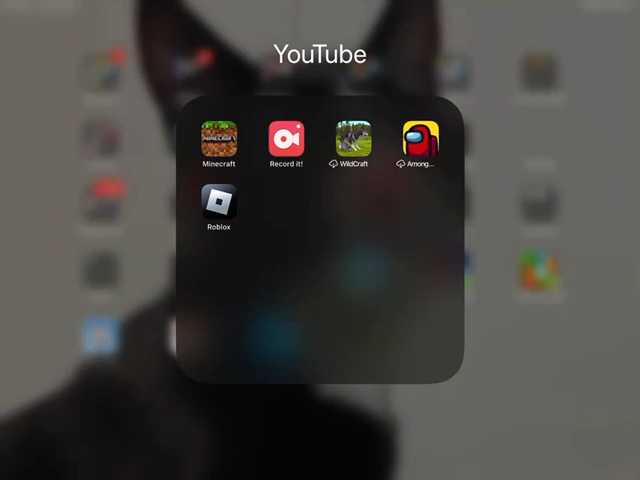 YouTube
Minecraft
Record it!
WildCraft
Among...
Roblox